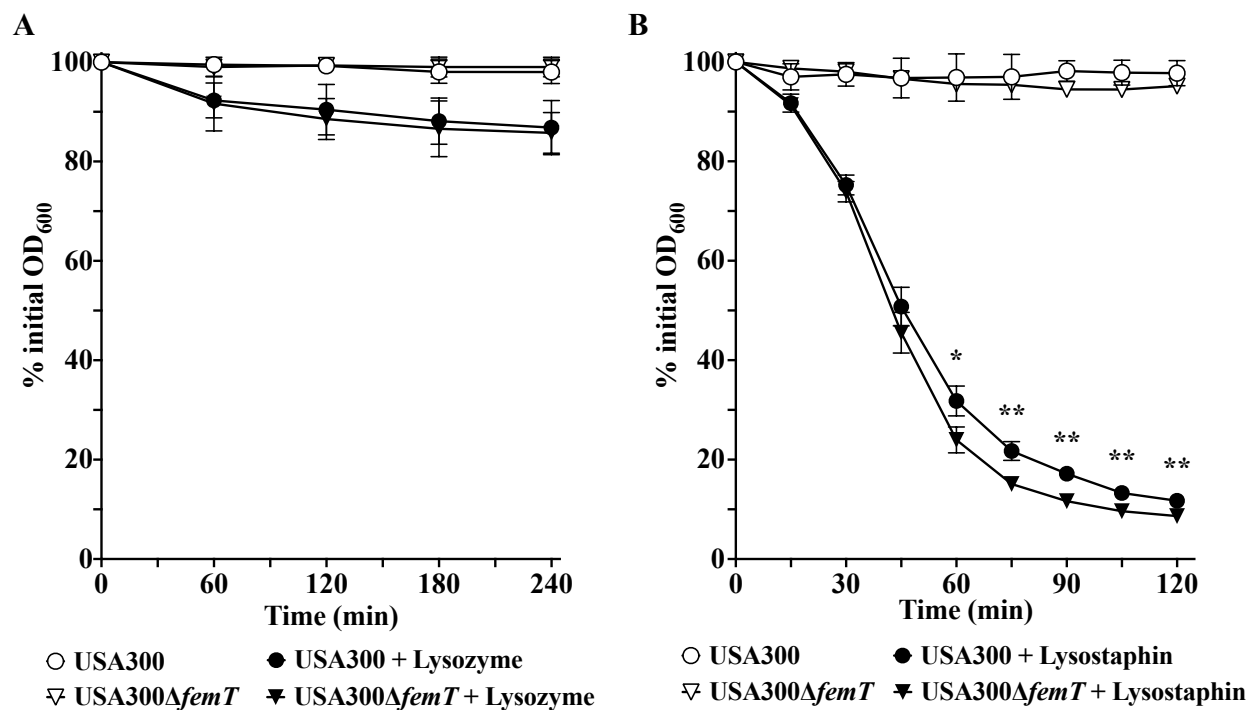 A
B
% initial OD600
100
80
60
40
20
0
0 60 120 180 240
Time (min)
USA300
USA300 + Lysozyme
USA300ΔfemT
USA300ΔfemT + Lysozyme
% initial OD600
100
80
60
40
20
0
*
**
**
**
**
0 30 60 90 120
Time (min)
USA300
USA300 + Lysostaphin
USA300ΔfemT
USA300ΔfemT + Lysostaphin